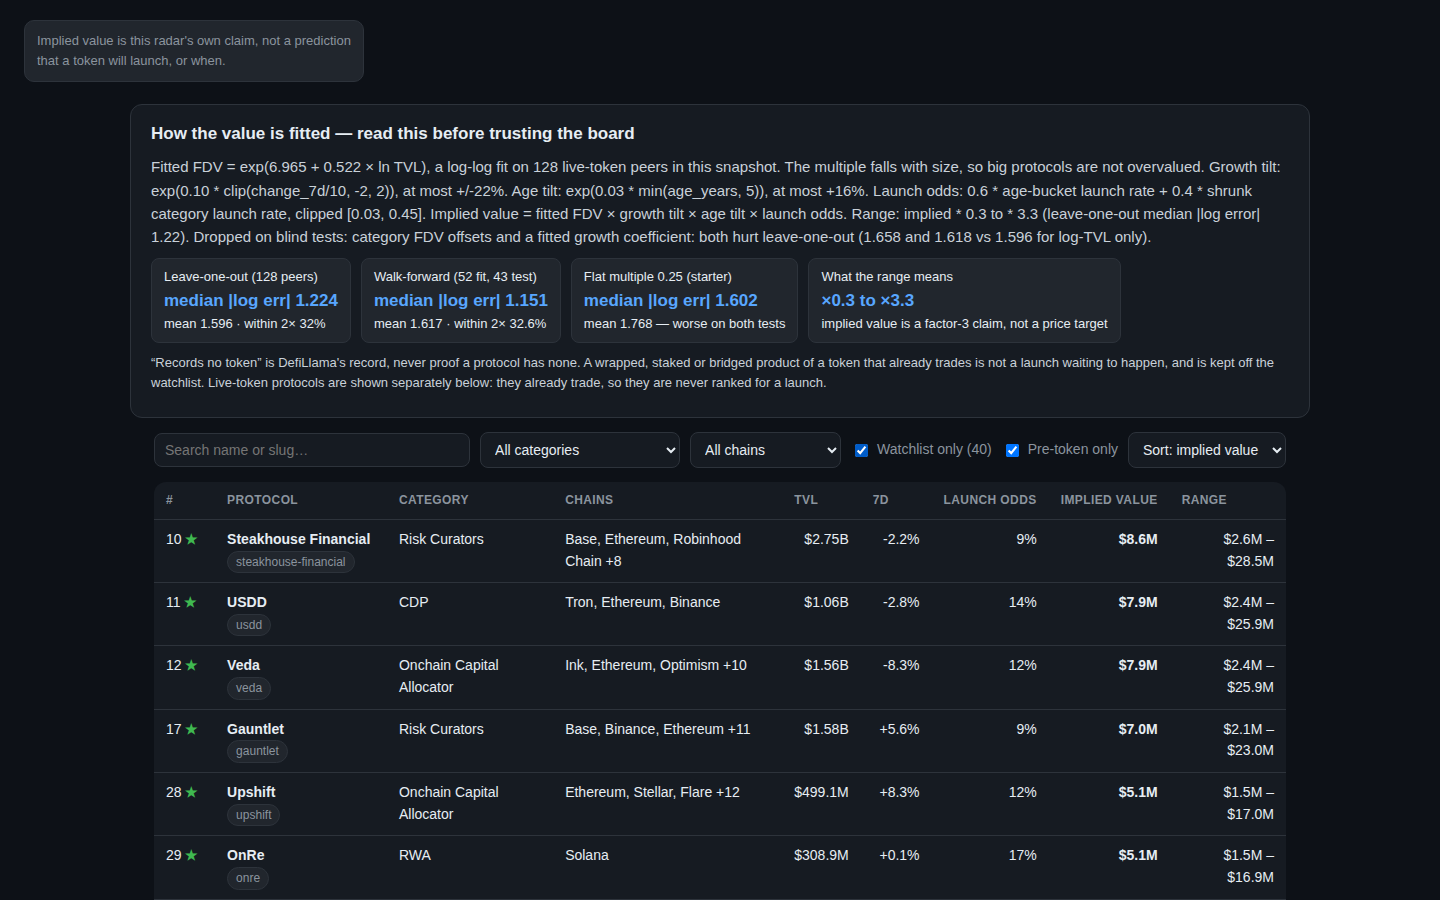 Implied value is this radar's own claim, not a prediction
that a token will launch, or when.
How the value is fitted — read this before trusting the board
Fitted FDV = exp(6.965 + 0.522 × ln TVL), a log-log fit on 128 live-token peers in this snapshot. The multiple falls with size, so big protocols are not overvalued. Growth tilt:
exp(0.10 * clip(change_7d/10, -2, 2)), at most +/-22%. Age tilt: exp(0.03 * min(age_years, 5)), at most +16%. Launch odds: 0.6 * age-bucket launch rate + 0.4 * shrunk
category launch rate, clipped [0.03, 0.45]. Implied value = fitted FDV × growth tilt × age tilt × launch odds. Range: implied * 0.3 to * 3.3 (leave-one-out median |log error|
1.22). Dropped on blind tests: category FDV offsets and a fitted growth coefficient: both hurt leave-one-out (1.658 and 1.618 vs 1.596 for log-TVL only).
Leave-one-out (128 peers)
median |log err| 1.224
mean 1.596 · within 2× 32%
Walk-forward (52 fit, 43 test)
median |log err| 1.151
mean 1.617 · within 2× 32.6%
Flat multiple 0.25 (starter)
median |log err| 1.602
mean 1.768 — worse on both tests
What the range means
×0.3 to ×3.3
implied value is a factor-3 claim, not a price target
“Records no token” is DefiLlama's record, never proof a protocol has none. A wrapped, staked or bridged product of a token that already trades is not a launch waiting to happen, and is kept off the
watchlist. Live-token protocols are shown separately below: they already trade, so they are never ranked for a launch.
Search name or slug… All categories All chains Watchlist only (40) Pre-token only Sort: implied value
# PROTOCOL CATEGORY CHAINS TVL 7D LAUNCH ODDS IMPLIED VALUE RANGE
10 ★ Steakhouse Financial Risk Curators Base, Ethereum, Robinhood $2.75B -2.2% 9% $8.6M $2.6M –
steakhouse-financial Chain +8 $28.5M
11 ★ USDD CDP Tron, Ethereum, Binance $1.06B -2.8% 14% $7.9M $2.4M –
usdd $25.9M
12 ★ Veda Onchain Capital Ink, Ethereum, Optimism +10 $1.56B -8.3% 12% $7.9M $2.4M –
veda Allocator $25.9M
17 ★ Gauntlet Risk Curators Base, Binance, Ethereum +11 $1.58B +5.6% 9% $7.0M $2.1M –
gauntlet $23.0M
28 ★ Upshift Onchain Capital Ethereum, Stellar, Flare +12 $499.1M +8.3% 12% $5.1M $1.5M –
upshift Allocator $17.0M
29 ★ OnRe RWA Solana $308.9M +0.1% 17% $5.1M $1.5M –
onre $16.9M